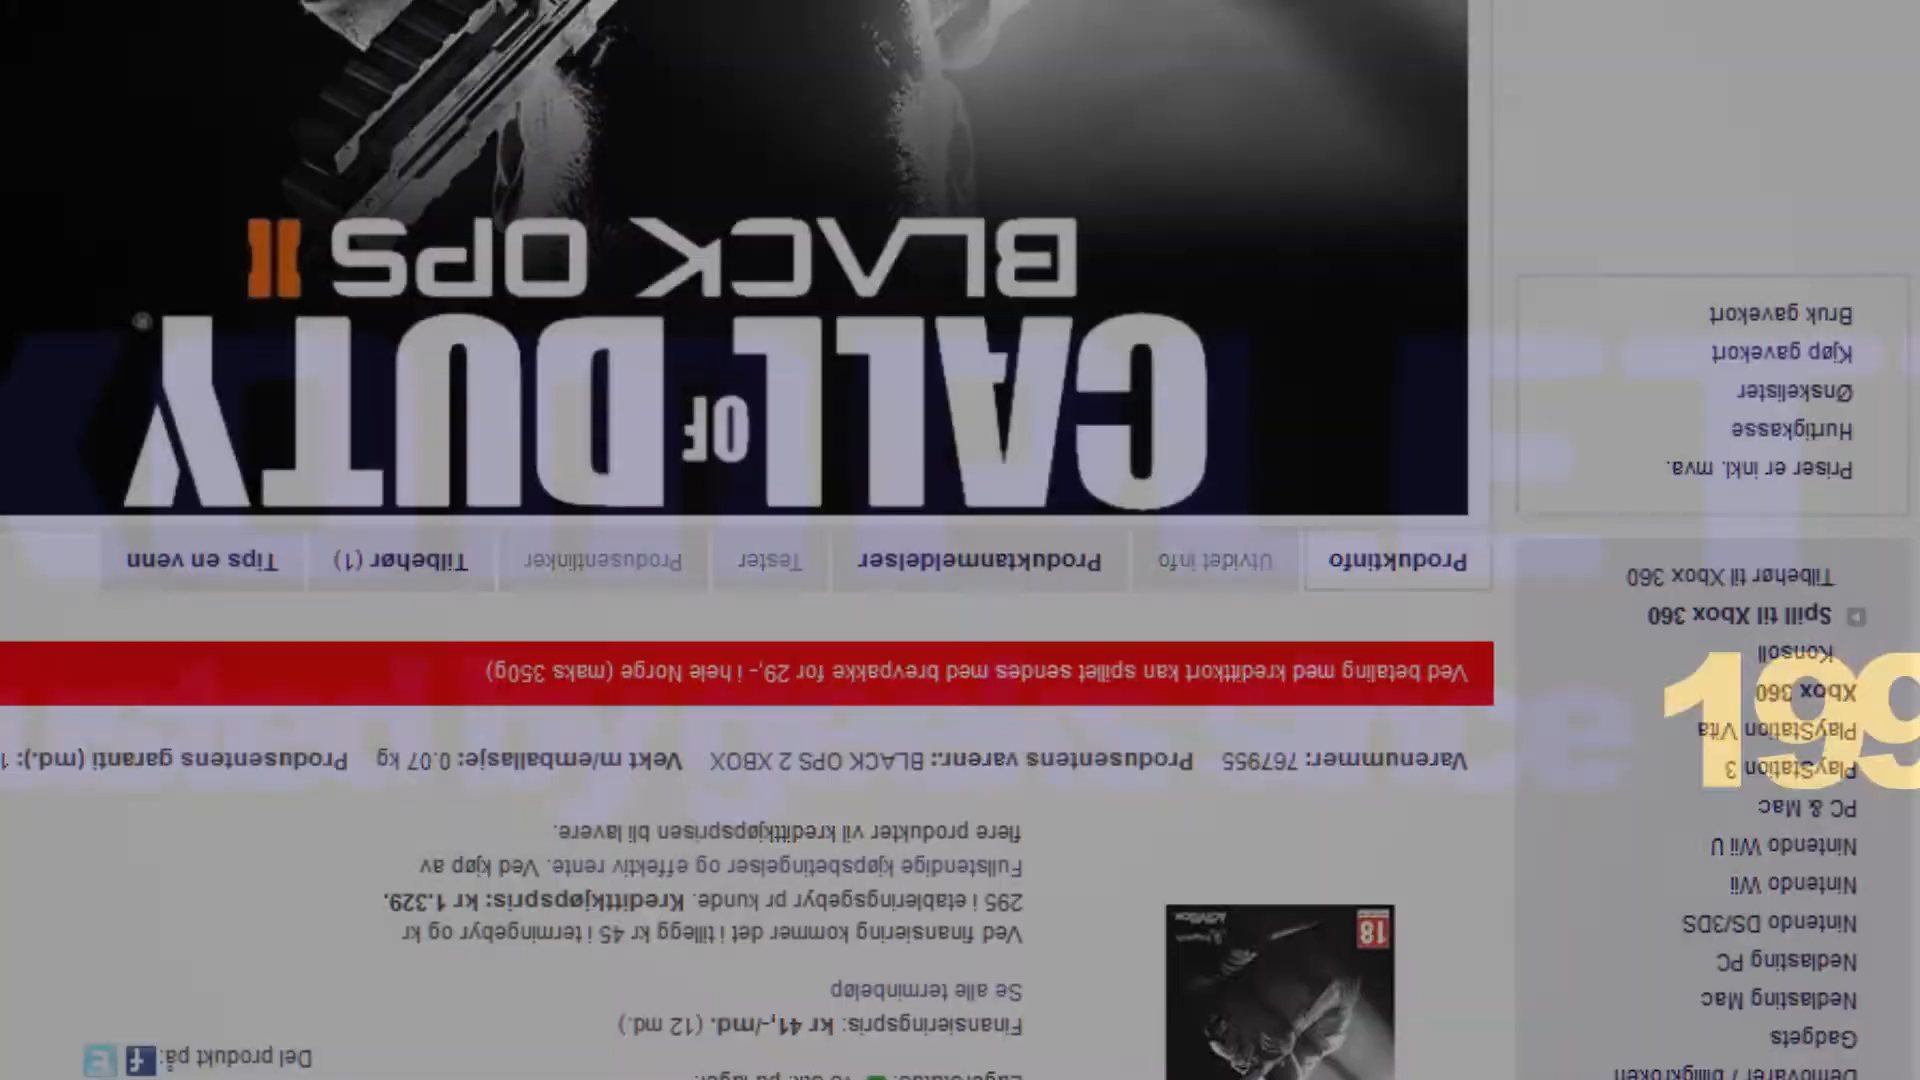 Gadgets
Nedlasting Mac
Nedlasting PC
Nintendo DS/3DS
Nintendo Wii
Nintendo Wii U
PC & Mac
PlayStation 3
PlayStation Vita
Xbox 360
Konsoll
Spill til Xbox 360
Tilbehør til Xbox 360
Priser er inkl. mva.
Hurtigkasse
Ønskelister
Kjøp gavekort
Bruk gavekort
18
ACTIVISION
Del produkt på:
Finansieringspris: kr 41,-/md. (12 md.)
Se alle terminbeløp
Ved finansiering kommer det i tillegg kr 45 i termingebyr og kr
295 i etableringsgebyr pr kunde. Kredittkjøpspris: kr 1.329.
Fullstendige kjøpsbetingelser og effektiv rente. Ved kjøp av
flere produkter vil kredittkjøpsprisen bli lavere.
Varenummer: 767955 Produsentens varenr.: BLACK OPS 2 XBOX Vekt m/emballasje: 0.07 kg Produsentens garanti (md.):
Ved betaling med kredittkort kan spillet sendes med brevpakke for 29,- i hele Norge (maks 350g)
Produktinfo Utvidet info Produktanmeldelser Tester Produsentlinker Tilbehør (1) Tips en venn
CALL OF DUTY®
BLACK OPS II
199